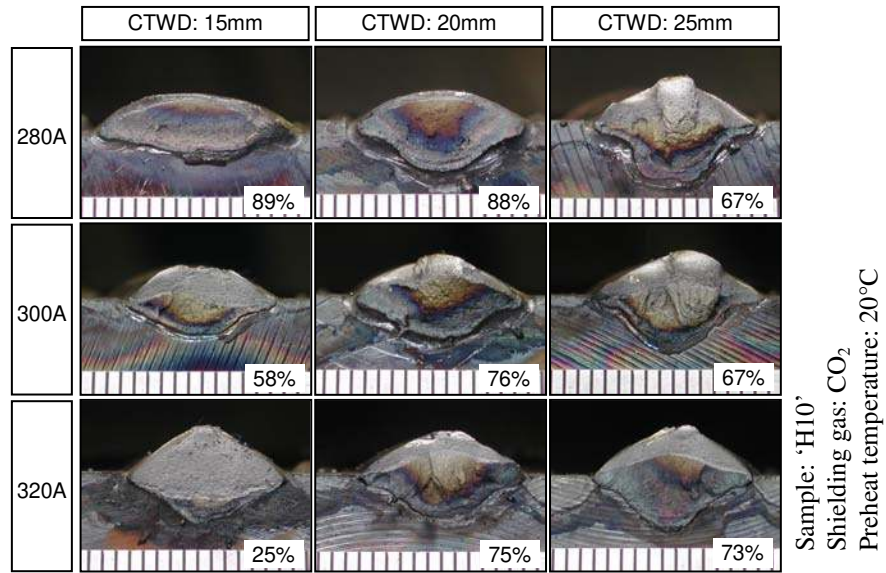 CTWD: 15mm
CTWD: 20mm
CTWD: 25mm
280A
89%
88%
67%
300A
58%
76%
67%
320A
25%
75%
73%
Sample: ‘H10’
Shielding gas: CO₂
Preheat temperature: 20°C